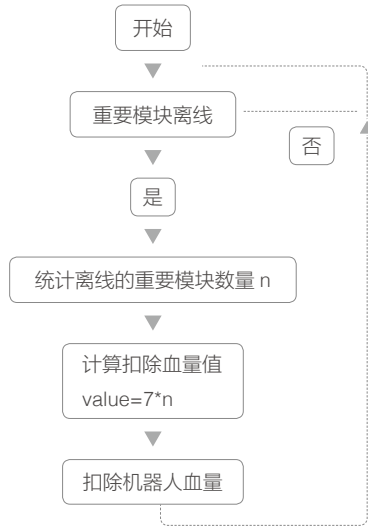 开始
重要模块离线
否
是
统计离线的重要模块数量 n
计算扣除血量值
value=7*n
扣除机器人血量